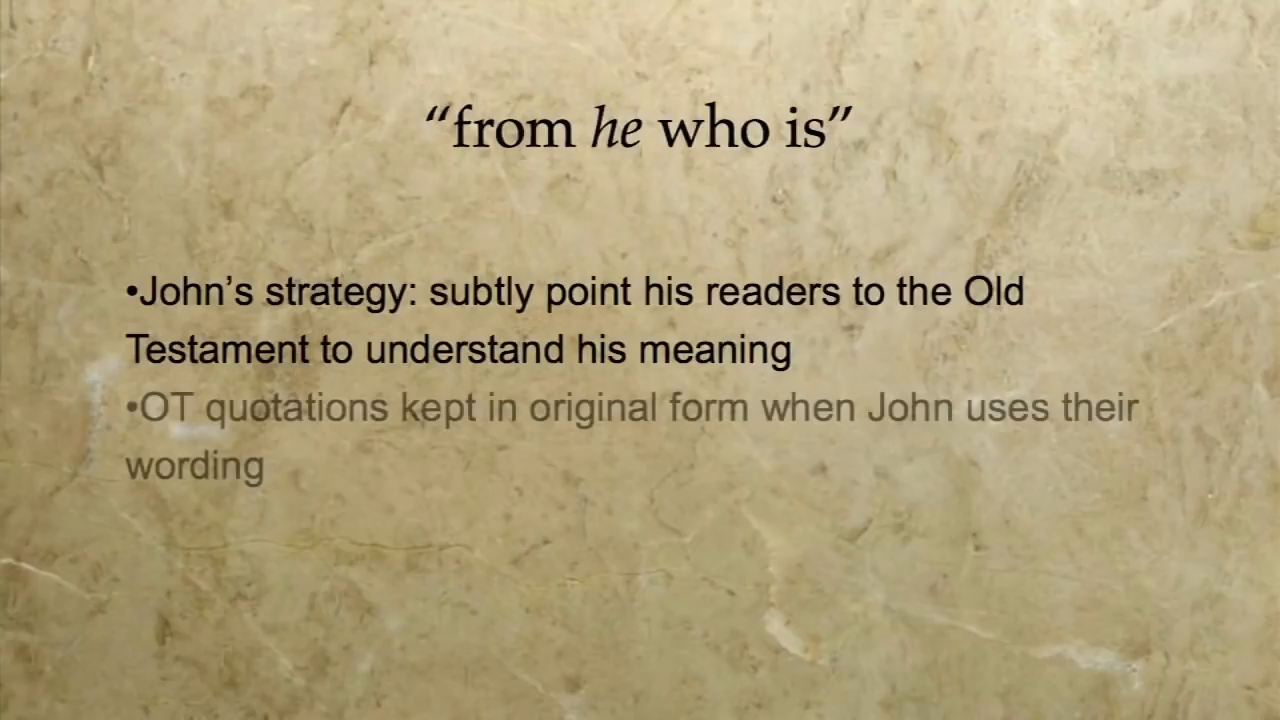 “from he who is”
•John’s strategy: subtly point his readers to the Old
Testament to understand his meaning
•OT quotations kept in original form when John uses their
wording